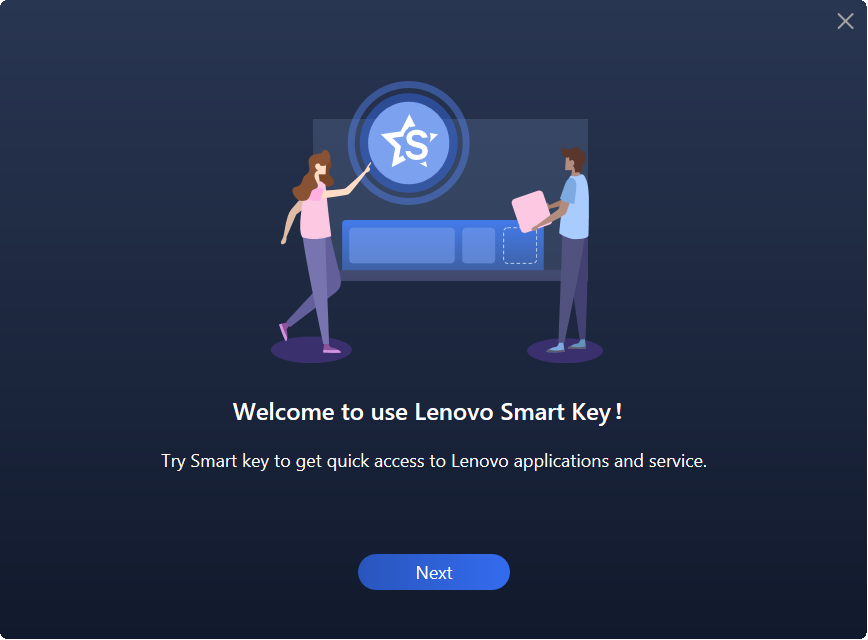 S
Welcome to use Lenovo Smart Key！
Try Smart key to get quick access to Lenovo applications and service.
Next